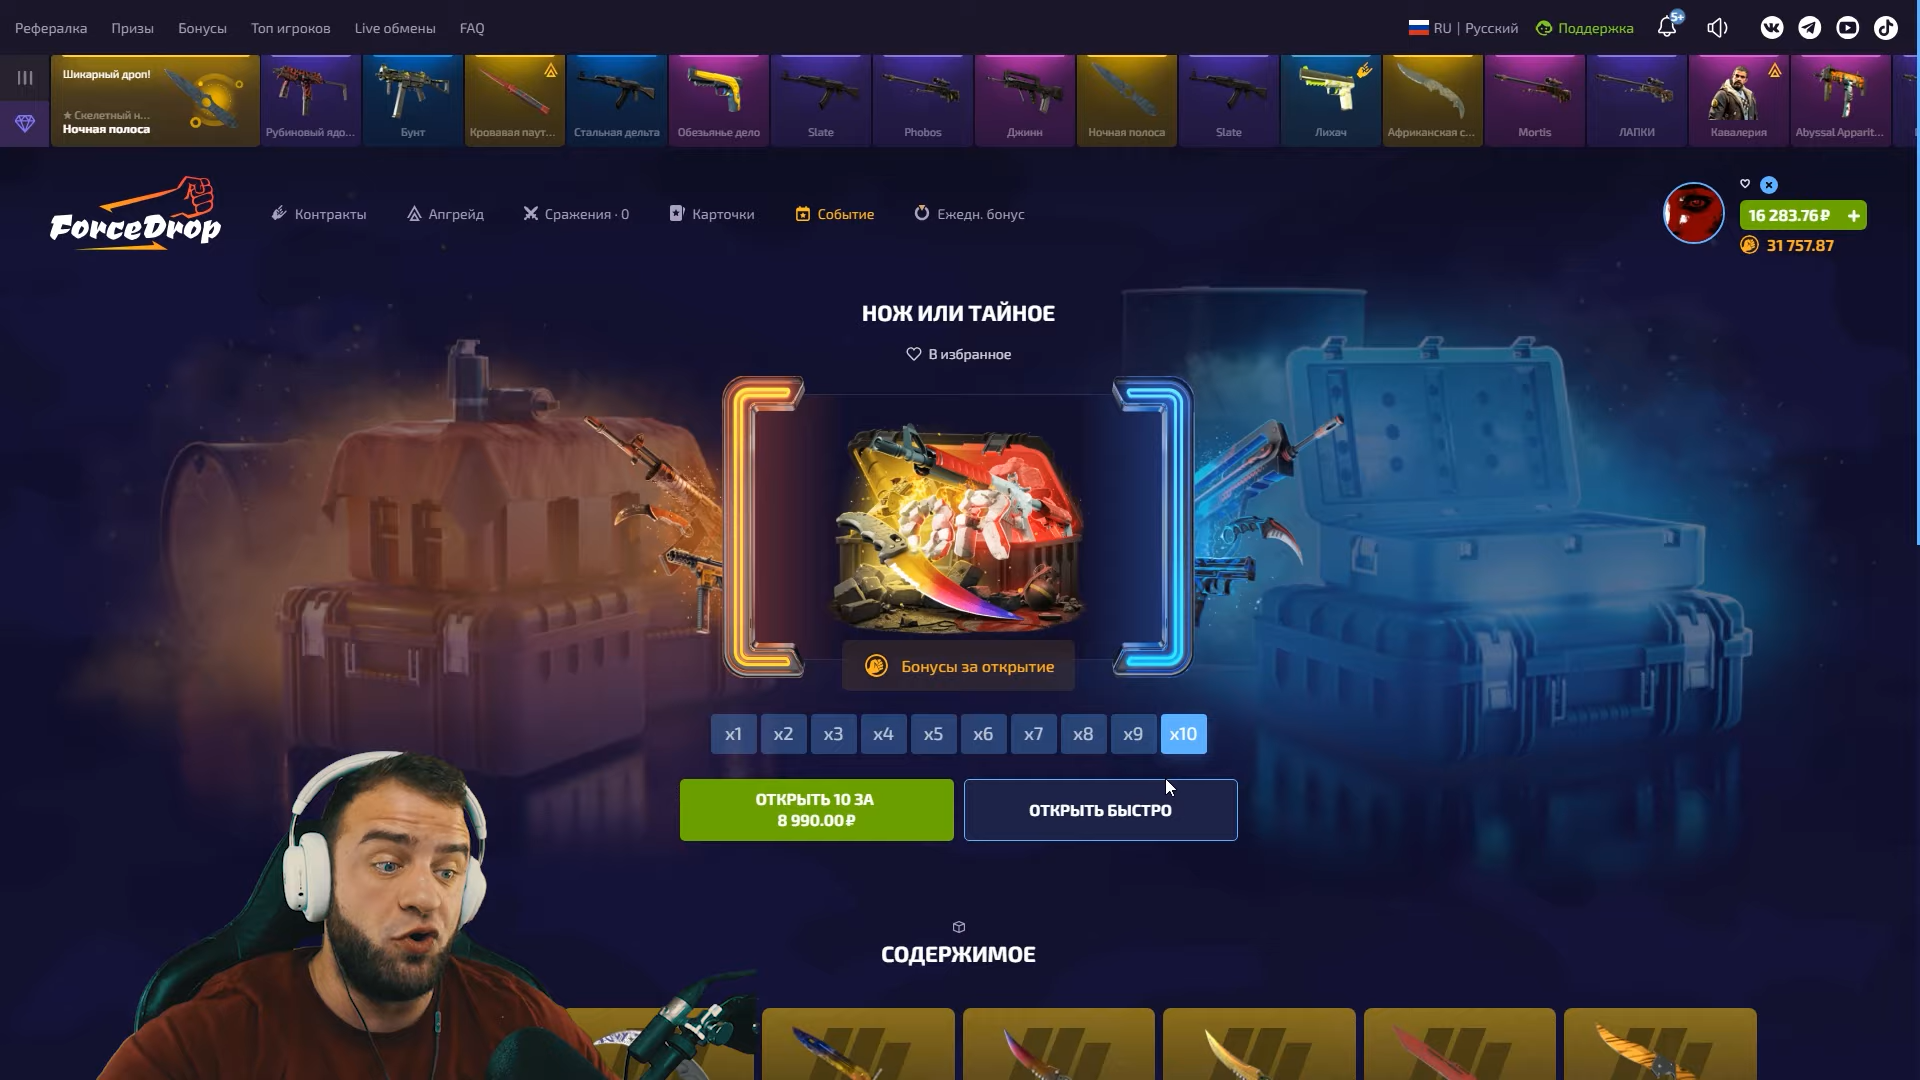 Рефералка Призы Бонусы Топ игроков Live обмены FAQ RU | Русский Поддержка 5+
Шикарный дроп!
★ Скелетный н...
Ночная полоса
Рубиновый ядо... Бунт Кровавая паут... Стальная дельта Обезьянье дело Slate Phobos Джинн Ночная полоса Slate Лихач Африканская с... Mortis ЛАПКИ Кавалерия Abyssal Apparit...
ForceDrop Контракты Апгрейд Сражения · 0 Карточки Событие Ежедн. бонус
16 283.76 ₽ +
31 757.87
НОЖ ИЛИ ТАЙНОЕ
В избранное
Бонусы за открытие
x1 x2 x3 x4 x5 x6 x7 x8 x9 x10
ОТКРЫТЬ 10 ЗА
8 990.00 ₽
ОТКРЫТЬ БЫСТРО
СОДЕРЖИМОЕ